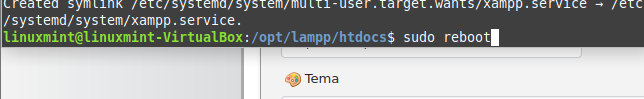 Created symlink /etc/systemd/system/multi-user.target.wants/xampp.service → /etc
/systemd/system/xampp.service.
linuxmint@linuxmint-VirtualBox:/opt/lampp/htdocs$ sudo reboot
Tema